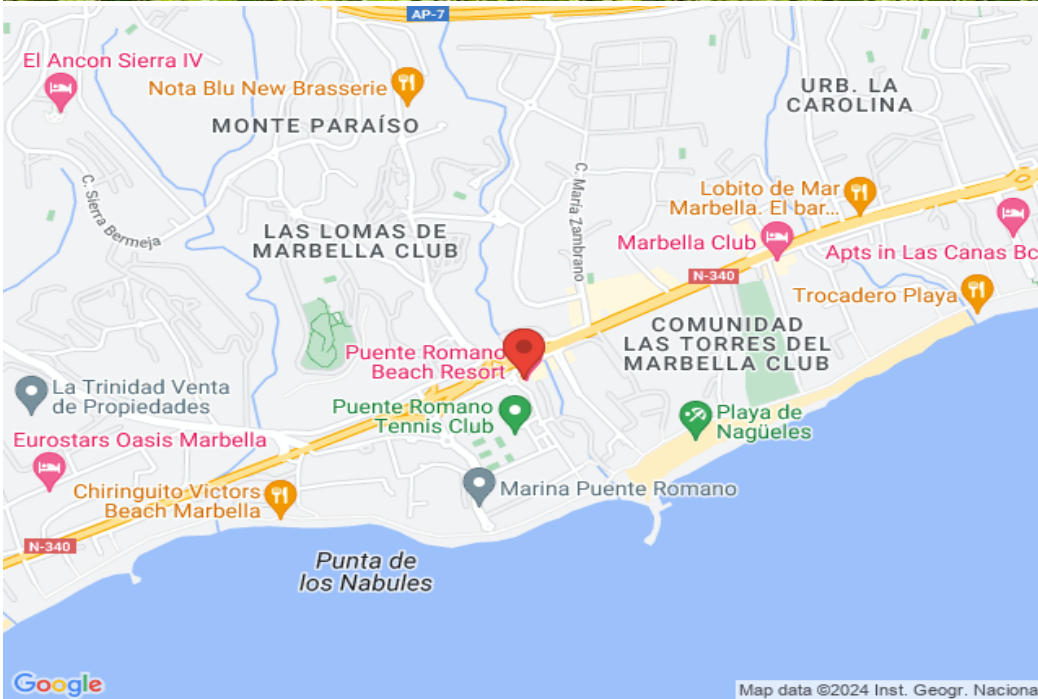 AP-7
El Ancon Sierra IV
Nota Blu New Brasserie
MONTE PARAÍSO
URB. LA
CAROLINA
C. Sierra Bermeja
C. María Zambrano
Lobito de Mar
Marbella. El bar...
LAS LOMAS DE
MARBELLA CLUB
Marbella Club
Apts in Las Canas Bc
N-340
Trocadero Playa
COMUNIDAD
LAS TORRES DEL
MARBELLA CLUB
Puente Romano
Beach Resort
La Trinidad Venta
de Propiedades
Puente Romano
Tennis Club
Playa de
Nagüeles
Eurostars Oasis Marbella
Chiringuito Victors
Beach Marbella
Marina Puente Romano
N-340
Punta de
los Nabules
Google
Map data ©2024 Inst. Geogr. Naciona